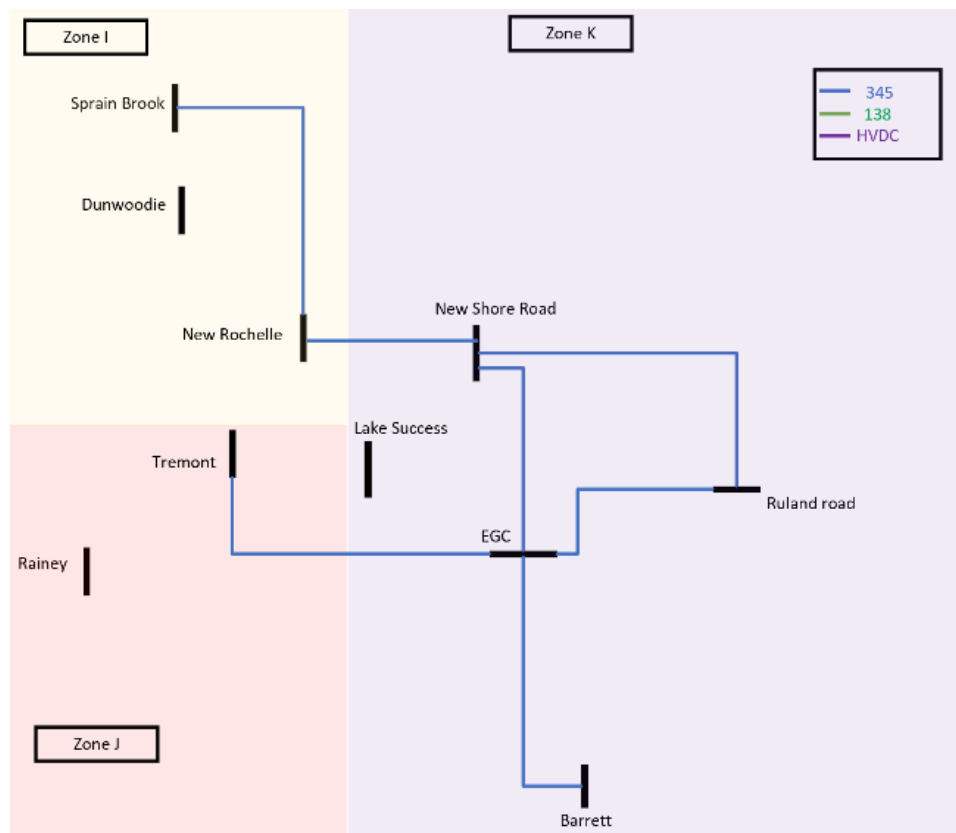 Zone I
Zone K
345
138
HVDC
Sprain Brook
Dunwoodie
New Shore Road
New Rochelle
Lake Success
Tremont
Ruland road
EGC
Rainey
Zone J
Barrett